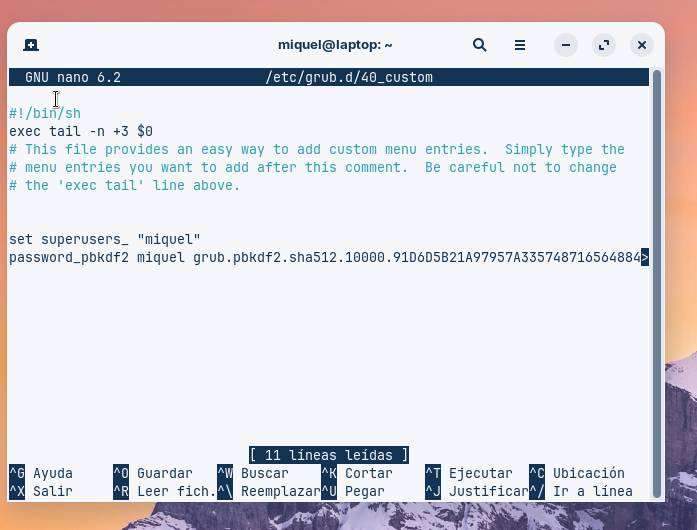 miquel@laptop: ~
GNU nano 6.2 /etc/grub.d/40_custom
#!/bin/sh
exec tail -n +3 $0
# This file provides an easy way to add custom menu entries.  Simply type the
# menu entries you want to add after this comment.  Be careful not to change
# the 'exec tail' line above.
set superusers_ "miquel"
password_pbkdf2 miquel grub.pbkdf2.sha512.10000.91D6D5B21A97957A335748716564884>
[ 11 líneas leídas ]
^G Ayuda ^O Guardar ^W Buscar ^K Cortar ^T Ejecutar ^C Ubicación
^X Salir ^R Leer fich. ^\ Reemplazar ^U Pegar ^J Justificar ^/ Ir a línea